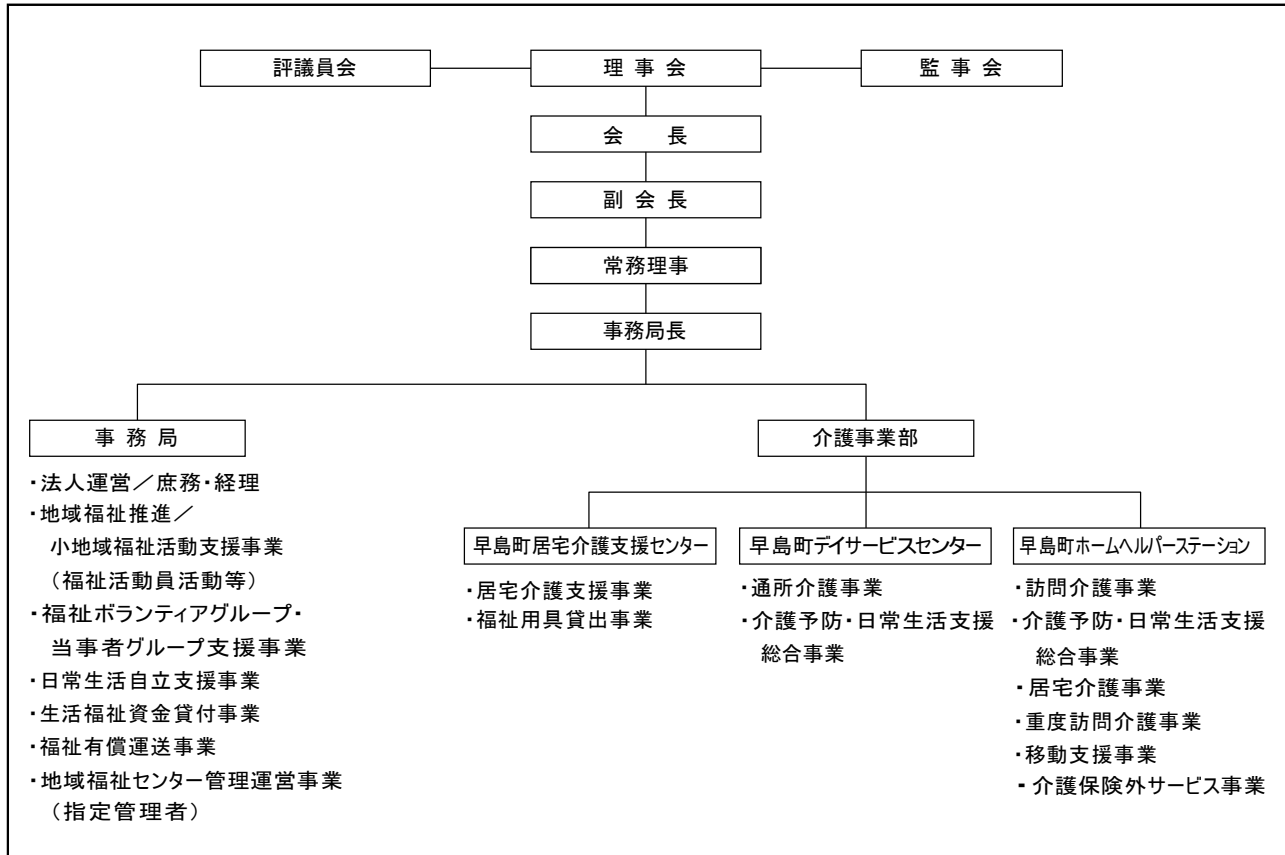 評議員会
理事会
監事会
会　長
副会長
常務理事
事務局長
事務局
・法人運営／庶務・経理
・地域福祉推進／
小地域福祉活動支援事業
（福祉活動員活動等）
・福祉ボランティアグループ・
当事者グループ支援事業
・日常生活自立支援事業
・生活福祉資金貸付事業
・福祉有償運送事業
・地域福祉センター管理運営事業
（指定管理者）
介護事業部
早島町居宅介護支援センター
・居宅介護支援事業
・福祉用具貸出事業
早島町デイサービスセンター
・通所介護事業
・介護予防・日常生活支援
総合事業
早島町ホームヘルパーステーション
・訪問介護事業
・介護予防・日常生活支援
総合事業
・居宅介護事業
・重度訪問介護事業
・移動支援事業
・介護保険外サービス事業